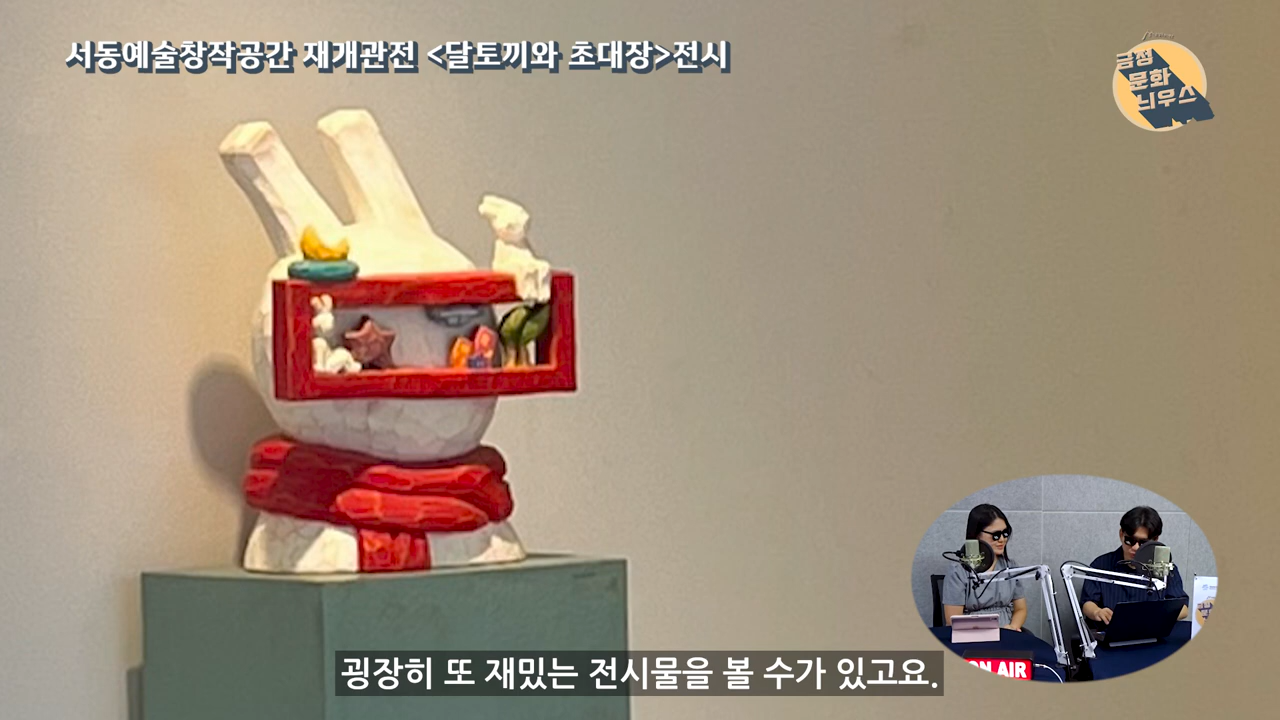 서동예술창작공간 재개관전 <달토끼와 초대장>전시
금정
문화
늬우스
굉장히 또 재밌는 전시물을 볼 수가 있고요.
ON AIR